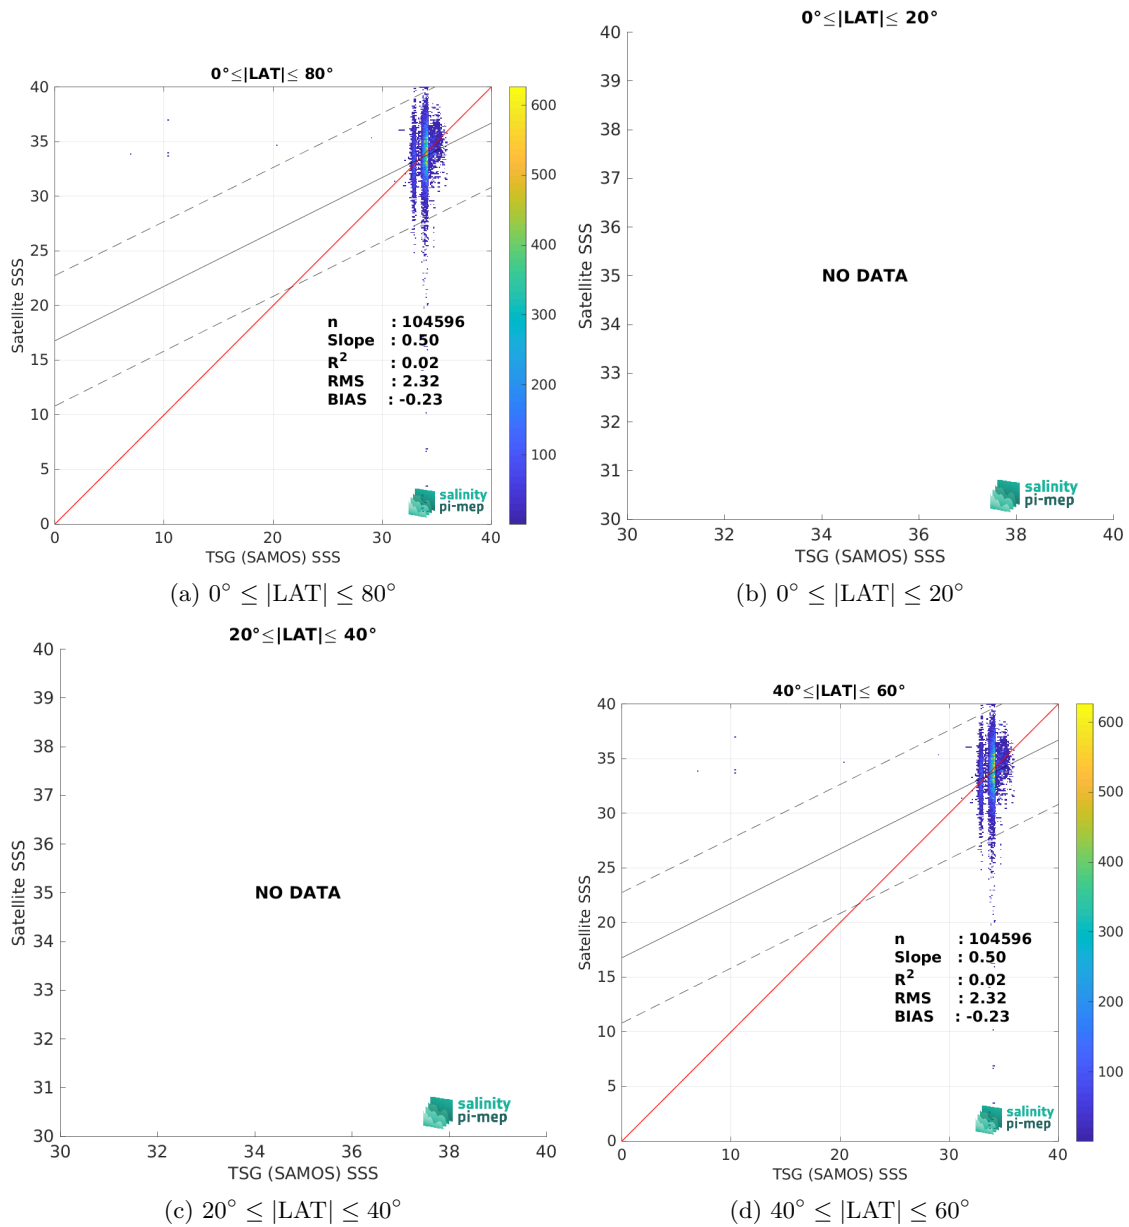 0°≤|LAT|≤ 80°
40
35
30
25
20
15
10
5
0
Satellite SSS
0
10
20
30
40
TSG (SAMOS) SSS
n : 104596
Slope : 0.50
R² : 0.02
RMS : 2.32
BIAS : -0.23
salinity
pi-mep
600
500
400
300
200
100
(a) 0° ≤ |LAT| ≤ 80°
0°≤|LAT|≤ 20°
40
39
38
37
36
35
34
33
32
31
30
Satellite SSS
NO DATA
30
32
34
36
38
40
TSG (SAMOS) SSS
salinity
pi-mep
(b) 0° ≤ |LAT| ≤ 20°
20°≤|LAT|≤ 40°
40
39
38
37
36
35
34
33
32
31
30
Satellite SSS
NO DATA
30
32
34
36
38
40
TSG (SAMOS) SSS
salinity
pi-mep
(c) 20° ≤ |LAT| ≤ 40°
40°≤|LAT|≤ 60°
40
35
30
25
20
15
10
5
0
Satellite SSS
0
10
20
30
40
TSG (SAMOS) SSS
n : 104596
Slope : 0.50
R² : 0.02
RMS : 2.32
BIAS : -0.23
salinity
pi-mep
600
500
400
300
200
100
(d) 40° ≤ |LAT| ≤ 60°